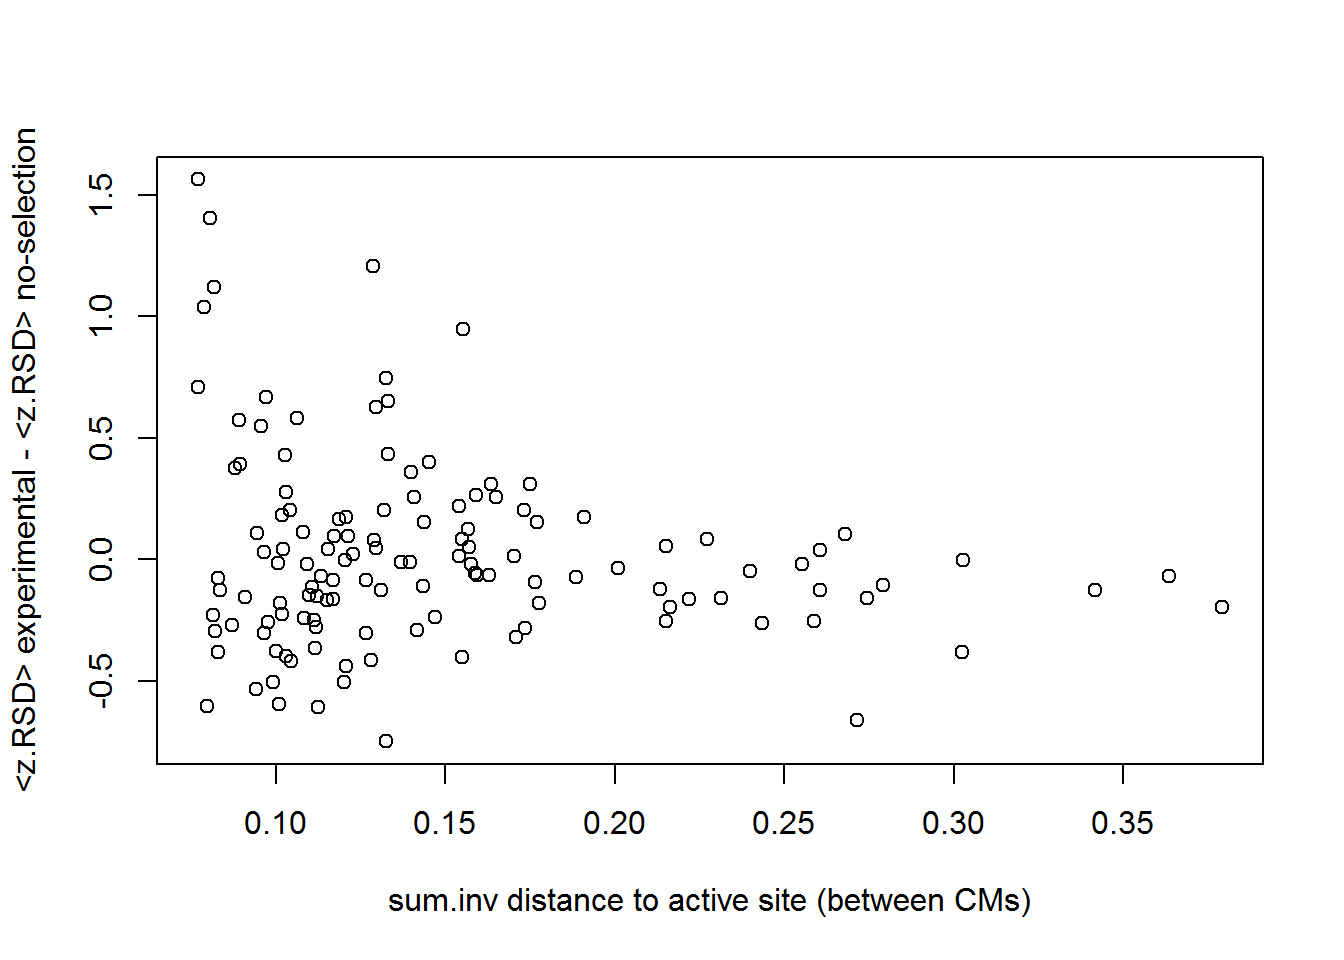 <z.RSD> experimental - <z.RSD> no-selection
1.5
1.0
0.5
0.0
-0.5
0.10 0.15 0.20 0.25 0.30 0.35
sum.inv distance to active site (between CMs)